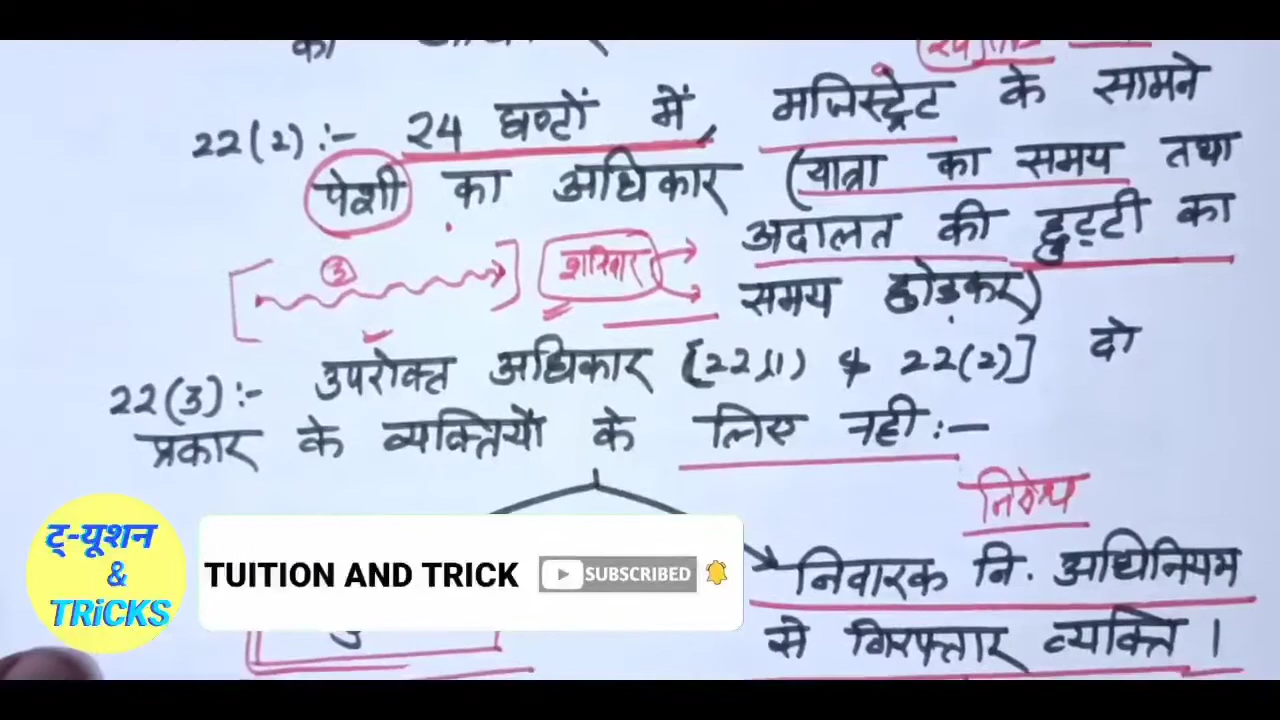 का
22(2):- 24 घण्टों में, मजिस्ट्रेट के सामने
पेशी का अधिकार (यात्रा का समय तथा
अदालत की छुट्टी का
समय छोड़कर)
3
शनिवार
22(3):- उपरोक्त अधिकार [22(1) & 22(2)] दो
प्रकार के व्यक्तियों के लिए नही :-
निरोध
निवारक नि. अधिनियम
से गिरफ्तार व्यक्ति ।
ट्-यूशन
&
TRiCKS
TUITION AND TRICK
SUBSCRIBED